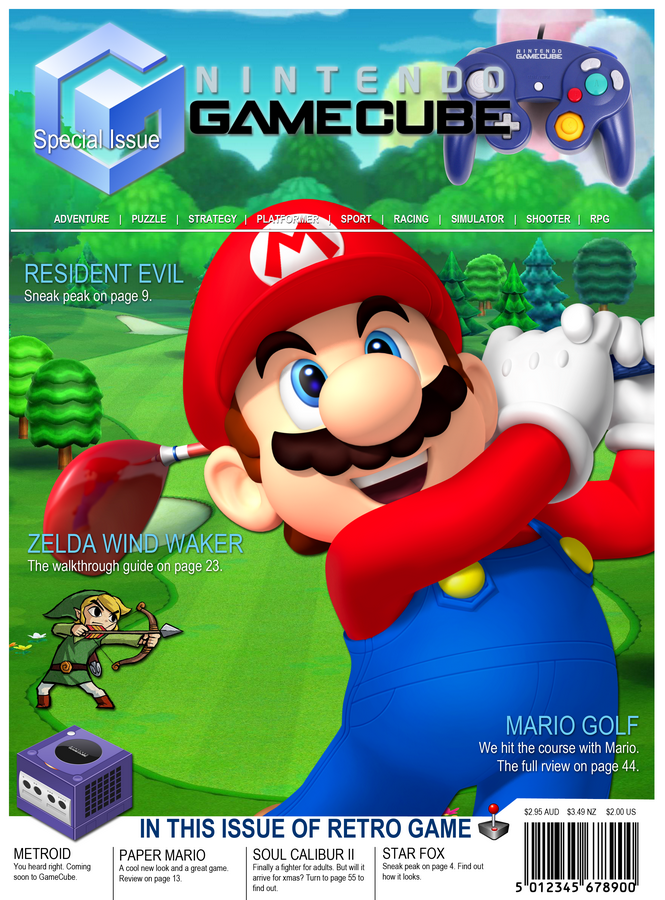 NINTENDO
GAMECUBE
NINTENDO
GAMECUBE
Special Issue
ADVENTURE | PUZZLE | STRATEGY | PLATFORMER | SPORT | RACING | SIMULATOR | SHOOTER | RPG
M
RESIDENT EVIL
Sneak peak on page 9.
ZELDA WIND WAKER
The walkthrough guide on page 23.
MARIO GOLF
We hit the course with Mario.
The full rview on page 44.
IN THIS ISSUE OF RETRO GAME
$2.95 AUD $3.49 NZ $2.00 US
METROID
You heard right. Coming
soon to GameCube.
PAPER MARIO
A cool new look and a great game.
Review on page 13.
SOUL CALIBUR II
Finally a fighter for adults. But will it
arrive for xmas? Turn to page 55 to
find out.
STAR FOX
Sneak peak on page 4. Find out
how it looks.
5 012345 678900